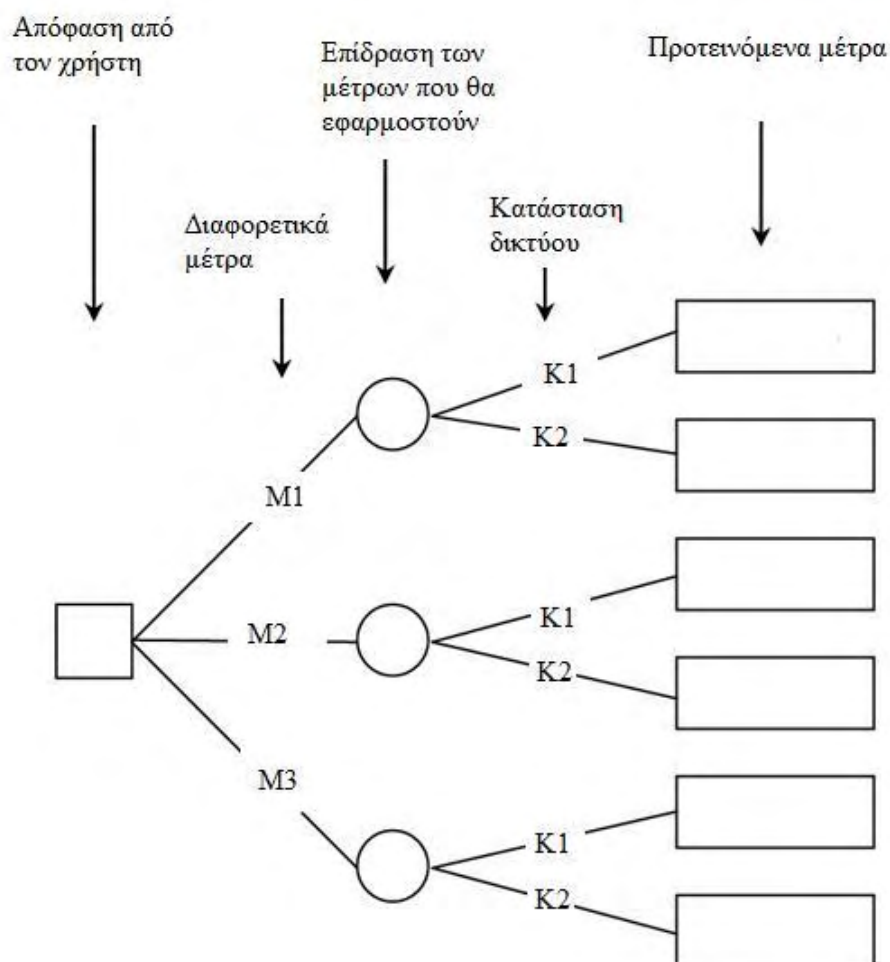 Απόφαση από
τον χρήστη
Επίδραση των
μέτρων που θα
εφαρμοστούν
Προτεινόμενα μέτρα
Διαφορετικά
μέτρα
Κατάσταση
δικτύου
K1
K2
M1
K1
M2
K2
M3
K1
K2